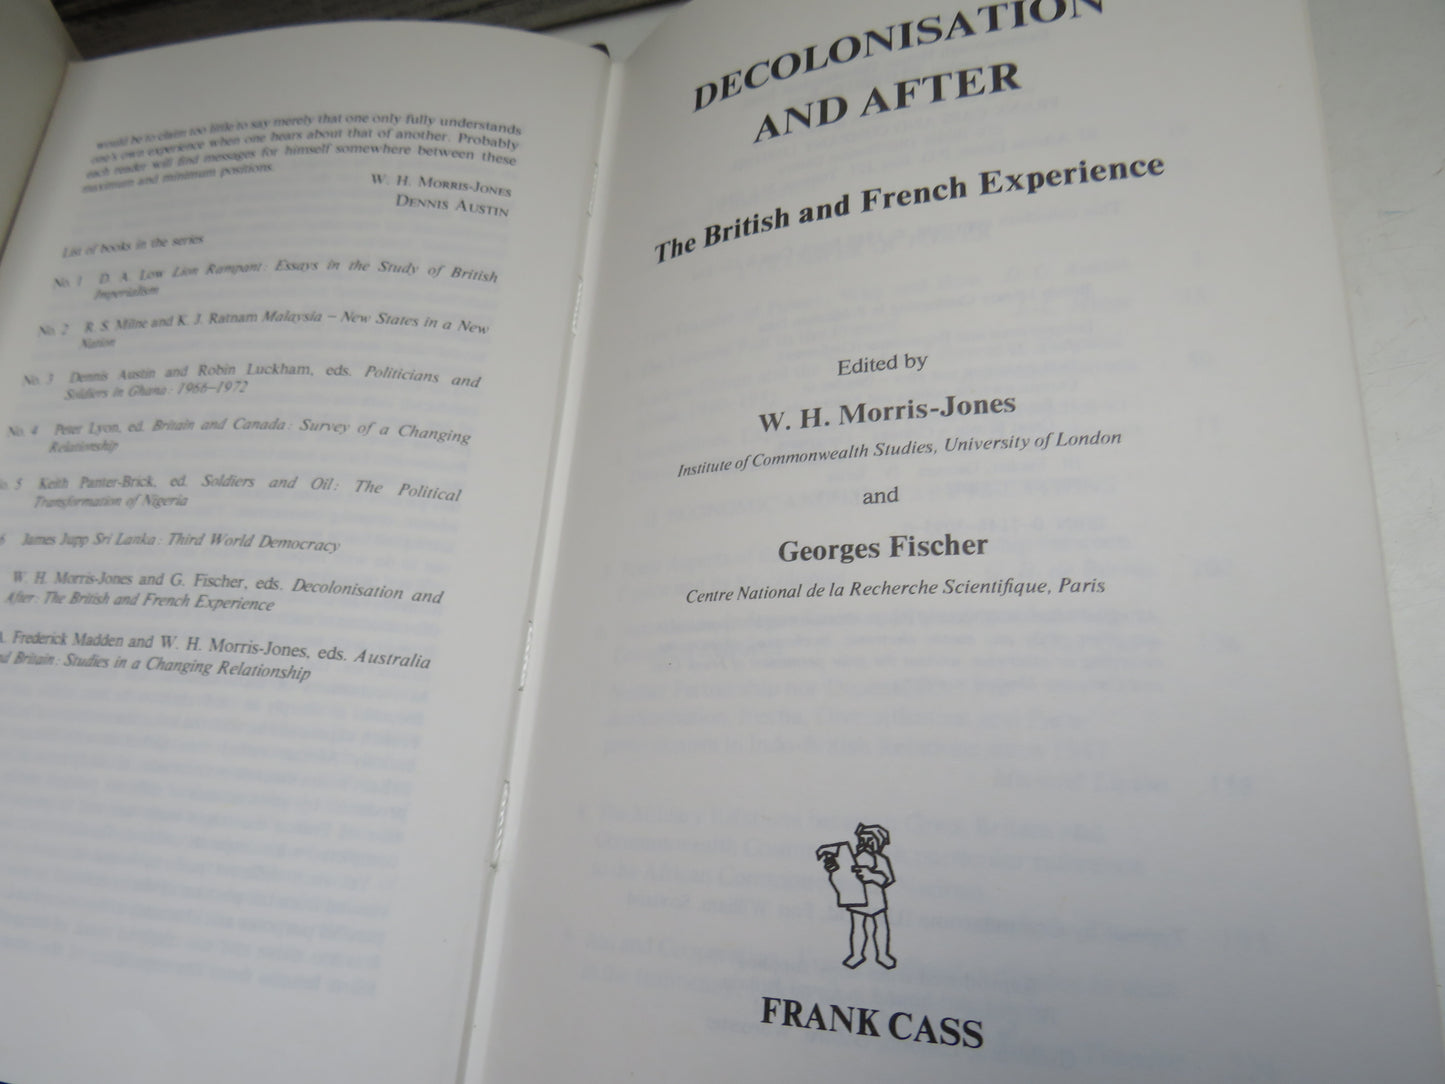 would be to claim too little to say merely that one only fully understands
one's own experience when one hears about that of another. Probably
each reader will find messages for himself somewhere between these
maximum and minimum positions.
W. H. MORRIS-JONES
DENNIS AUSTIN
List of books in the series
No. 1 D. A. Low Lion Rampant: Essays in the Study of British
Imperialism
No. 2 R. S. Milne and K. J. Ratnam Malaysia – New States in a New
Nation
No. 3 Dennis Austin and Robin Luckham, eds. Politicians and
Soldiers in Ghana: 1966–1972
No. 4 Peter Lyon, ed. Britain and Canada: Survey of a Changing
Relationship
o. 5 Keith Panter-Brick, ed. Soldiers and Oil: The Political
Transformation of Nigeria
6 James Jupp Sri Lanka: Third World Democracy
W. H. Morris-Jones and G. Fischer, eds. Decolonisation and
After: The British and French Experience
A. Frederick Madden and W. H. Morris-Jones, eds. Australia
nd Britain: Studies in a Changing Relationship
DECOLONISATION
AND AFTER
The British and French Experience
Edited by
W. H. Morris-Jones
Institute of Commonwealth Studies, University of London
and
Georges Fischer
Centre National de la Recherche Scientifique, Paris
FRANK CASS